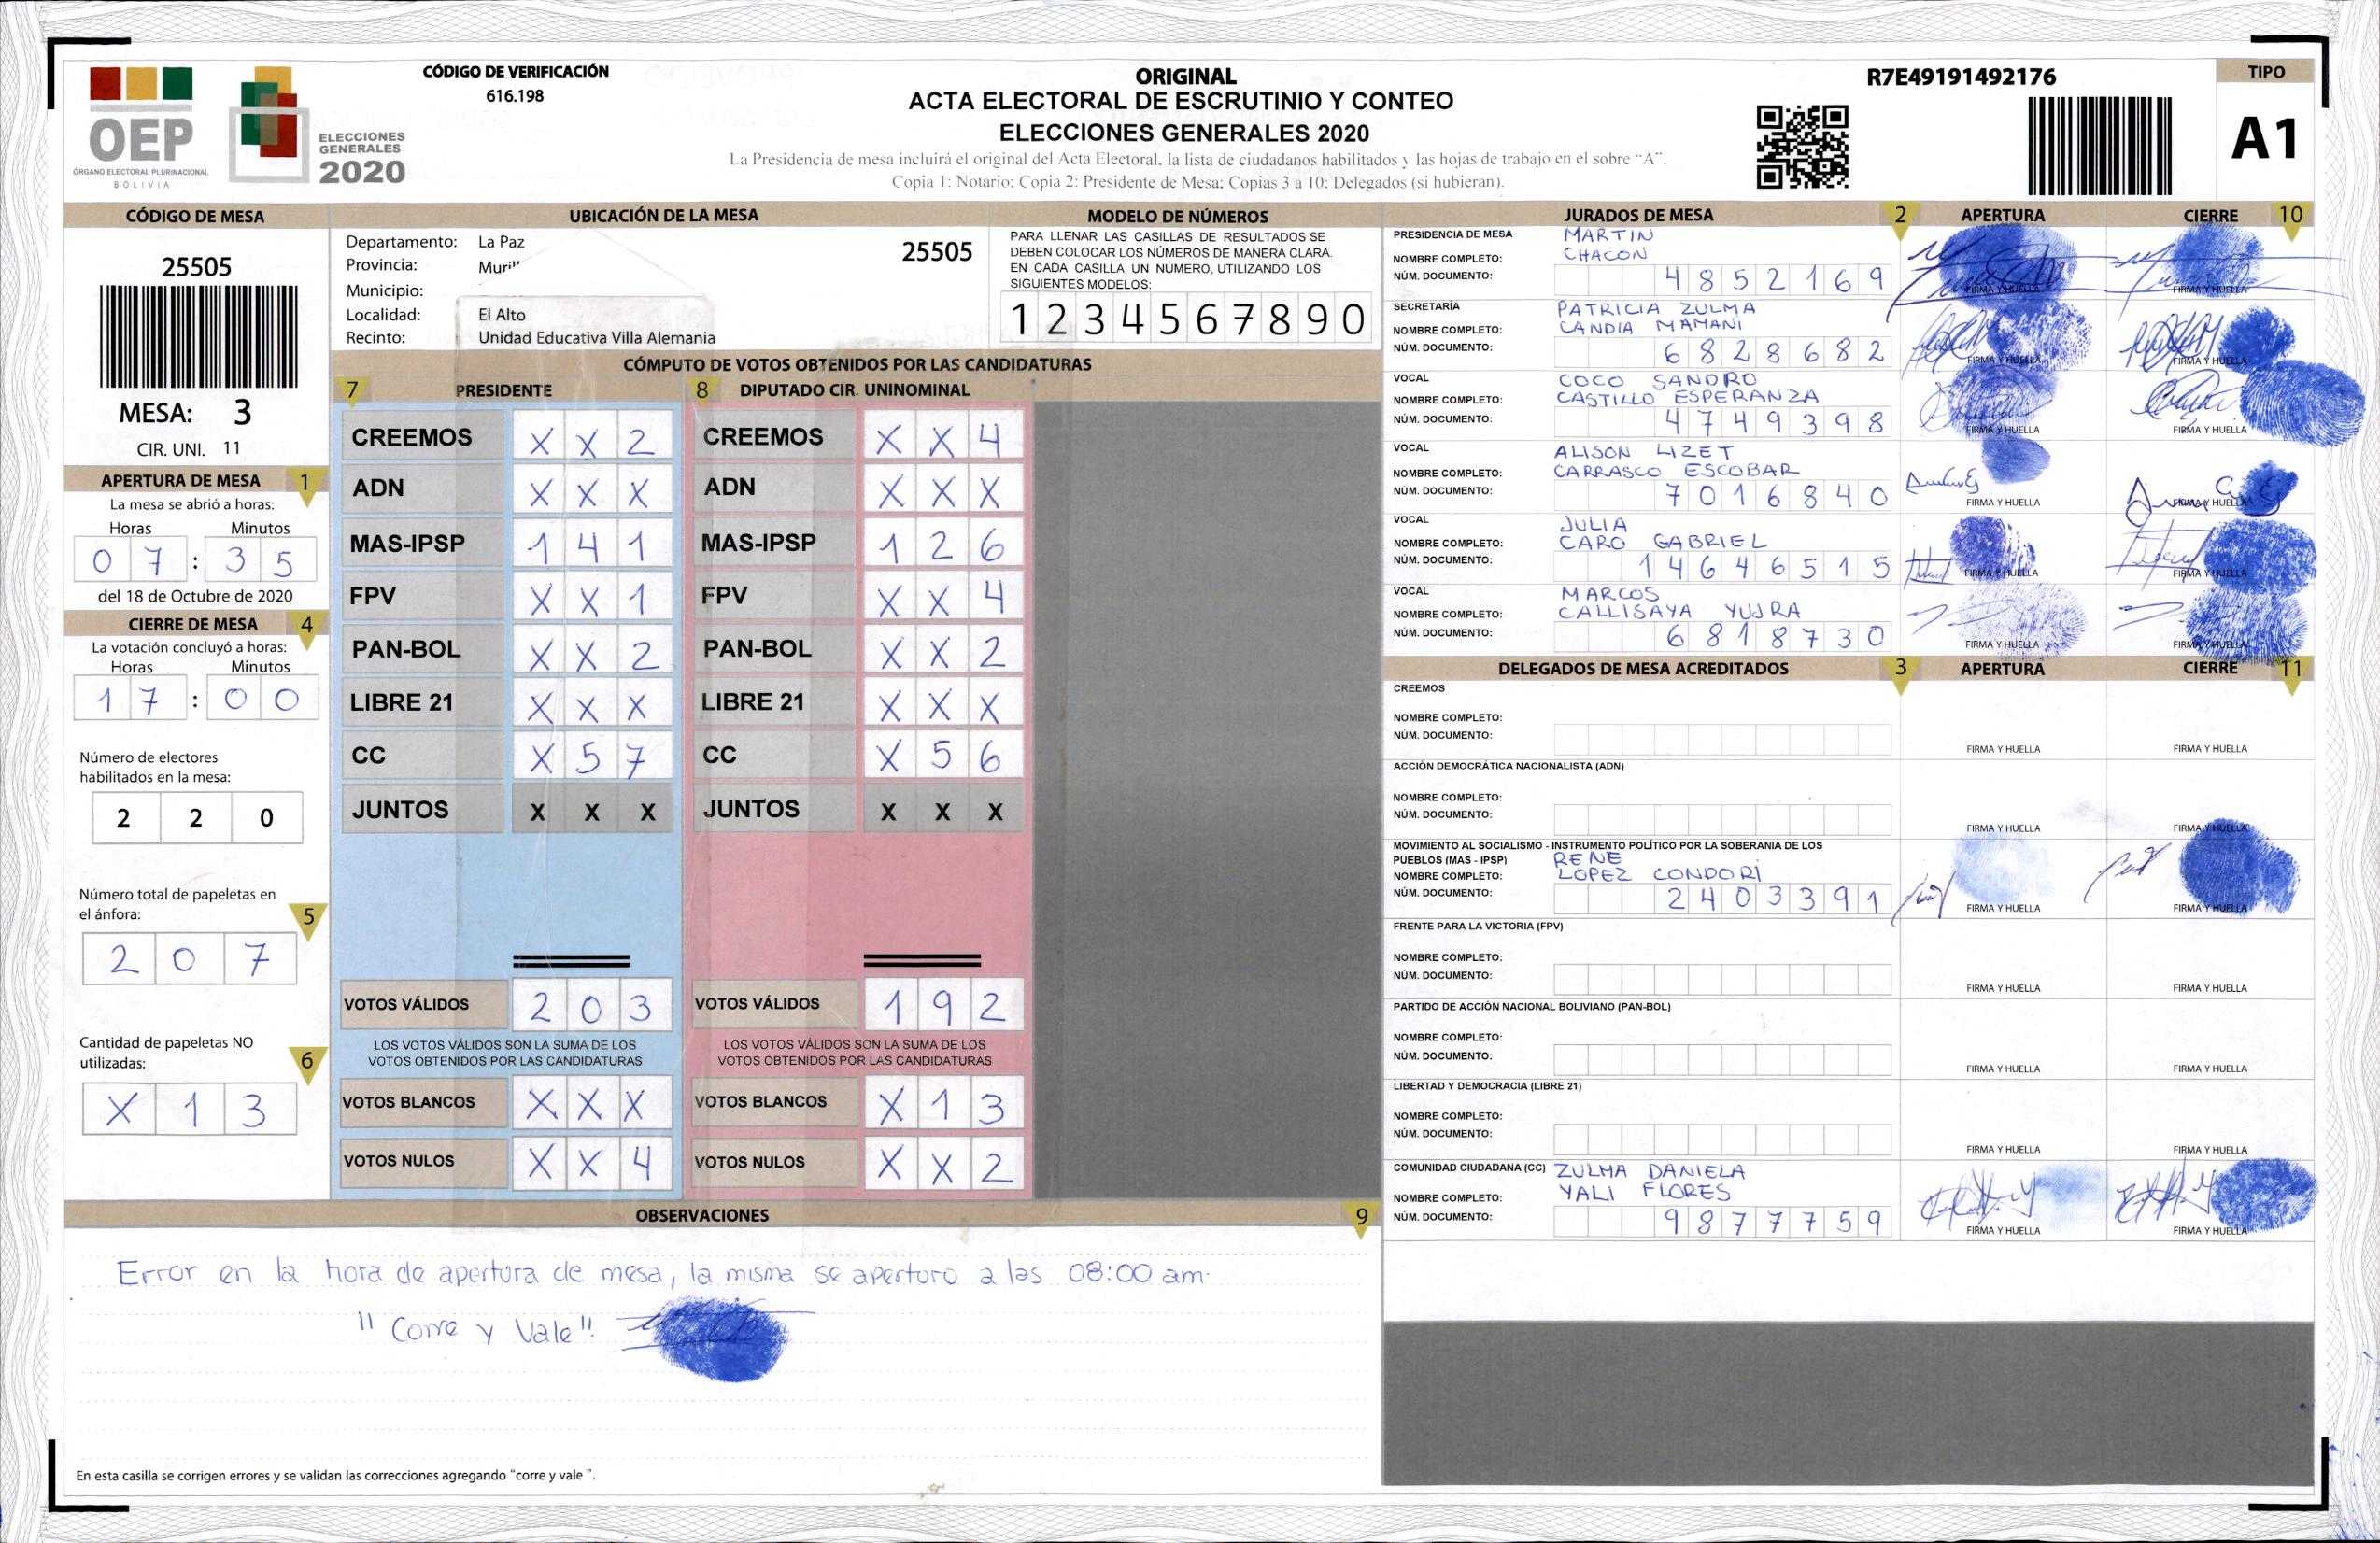 CÓDIGO DE VERIFICACIÓN
616.198
ORIGINAL
ACTA ELECTORAL DE ESCRUTINIO Y CONTEO
ELECCIONES GENERALES 2020
La Presidencia de mesa incluirá el original del Acta Electoral, la lista de ciudadanos habilitados y las hojas de trabajo en el sobre "A".
Copia 1: Notario; Copia 2: Presidente de Mesa; Copias 3 a 10: Delegados (si hubieran).
R7E49191492176
TIPO
A1
OEP
ÓRGANO ELECTORAL PLURINACIONAL
BOLIVIA
ELECCIONES
GENERALES
2020
CÓDIGO DE MESA
25505
MESA: 3
CIR. UNI. 11
APERTURA DE MESA 1
La mesa se abrió a horas:
Horas Minutos
07 : 35
del 18 de Octubre de 2020
CIERRE DE MESA 4
La votación concluyó a horas:
Horas Minutos
17 : 00
Número de electores
habilitados en la mesa:
2 2 0
Número total de papeletas en
el ánfora: 5
2 0 7
Cantidad de papeletas NO
utilizadas: 6
X 1 3
UBICACIÓN DE LA MESA
Departamento: La Paz 25505
Provincia:
Municipio:
Localidad: El Alto
Recinto: Unidad Educativa Villa Alemania
MODELO DE NÚMEROS
PARA LLENAR LAS CASILLAS DE RESULTADOS SE
DEBEN COLOCAR LOS NÚMEROS DE MANERA CLARA.
EN CADA CASILLA UN NÚMERO, UTILIZANDO LOS
SIGUIENTES MODELOS:
1 2 3 4 5 6 7 8 9 0
CÓMPUTO DE VOTOS OBTENIDOS POR LAS CANDIDATURAS
7 PRESIDENTE
CREEMOS X X 2
ADN X X X
MAS-IPSP 1 4 1
FPV X X 1
PAN-BOL X X 2
LIBRE 21 X X X
CC X 5 7
JUNTOS X X X
VOTOS VÁLIDOS 2 0 3
LOS VOTOS VÁLIDOS SON LA SUMA DE LOS
VOTOS OBTENIDOS POR LAS CANDIDATURAS
VOTOS BLANCOS X X X
VOTOS NULOS X X 4
8 DIPUTADO CIR. UNINOMINAL
CREEMOS X X 4
ADN X X X
MAS-IPSP 1 2 6
FPV X X 4
PAN-BOL X X 2
LIBRE 21 X X X
CC X 5 6
JUNTOS X X X
VOTOS VÁLIDOS 1 9 2
LOS VOTOS VÁLIDOS SON LA SUMA DE LOS
VOTOS OBTENIDOS POR LAS CANDIDATURAS
VOTOS BLANCOS X 1 3
VOTOS NULOS X X 2
OBSERVACIONES 9
Error en la hora de apertura de mesa, la misma se aperturo a las 08:00 am.
"Corre y Vale"
En esta casilla se corrigen errores y se validan las correcciones agregando "corre y vale ".
JURADOS DE MESA 2 APERTURA CIERRE 10
PRESIDENCIA DE MESA MARTIN
NOMBRE COMPLETO: CHACON
NÚM. DOCUMENTO: 4852169 FIRMA Y HUELLA FIRMA Y HUELLA
SECRETARÍA PATRICIA ZULMA
NOMBRE COMPLETO: CANDIA MAMANI
NÚM. DOCUMENTO: 6828682 FIRMA Y HUELLA FIRMA Y HUELLA
VOCAL COCO SANDRO
NOMBRE COMPLETO: CASTILLO ESPERANZA
NÚM. DOCUMENTO: 4749398 FIRMA Y HUELLA FIRMA Y HUELLA
VOCAL ALISON LIZET
NOMBRE COMPLETO: CARRASCO ESCOBAR
NÚM. DOCUMENTO: 7016840 FIRMA Y HUELLA FIRMA Y HUELLA
VOCAL JULIA
NOMBRE COMPLETO: CARO GABRIEL
NÚM. DOCUMENTO: 14646515 FIRMA Y HUELLA FIRMA Y HUELLA
VOCAL MARCOS
NOMBRE COMPLETO: CALLISAYA YUJRA
NÚM. DOCUMENTO: 6818730 FIRMA Y HUELLA FIRMA Y HUELLA
DELEGADOS DE MESA ACREDITADOS 3 APERTURA CIERRE 11
CREEMOS
NOMBRE COMPLETO:
NÚM. DOCUMENTO: FIRMA Y HUELLA FIRMA Y HUELLA
ACCIÓN DEMOCRÁTICA NACIONALISTA (ADN)
NOMBRE COMPLETO:
NÚM. DOCUMENTO: FIRMA Y HUELLA FIRMA Y HUELLA
MOVIMIENTO AL SOCIALISMO - INSTRUMENTO POLÍTICO POR LA SOBERANIA DE LOS
PUEBLOS (MAS - IPSP) RENE
NOMBRE COMPLETO: LOPEZ CONDORI
NÚM. DOCUMENTO: 2403391 FIRMA Y HUELLA FIRMA Y HUELLA
FRENTE PARA LA VICTORIA (FPV)
NOMBRE COMPLETO:
NÚM. DOCUMENTO: FIRMA Y HUELLA FIRMA Y HUELLA
PARTIDO DE ACCIÓN NACIONAL BOLIVIANO (PAN-BOL)
NOMBRE COMPLETO:
NÚM. DOCUMENTO: FIRMA Y HUELLA FIRMA Y HUELLA
LIBERTAD Y DEMOCRACIA (LIBRE 21)
NOMBRE COMPLETO:
NÚM. DOCUMENTO: FIRMA Y HUELLA FIRMA Y HUELLA
COMUNIDAD CIUDADANA (CC) ZULMA DANIELA
NOMBRE COMPLETO: YALI FLORES
NÚM. DOCUMENTO: 9877759 FIRMA Y HUELLA FIRMA Y HUELLA